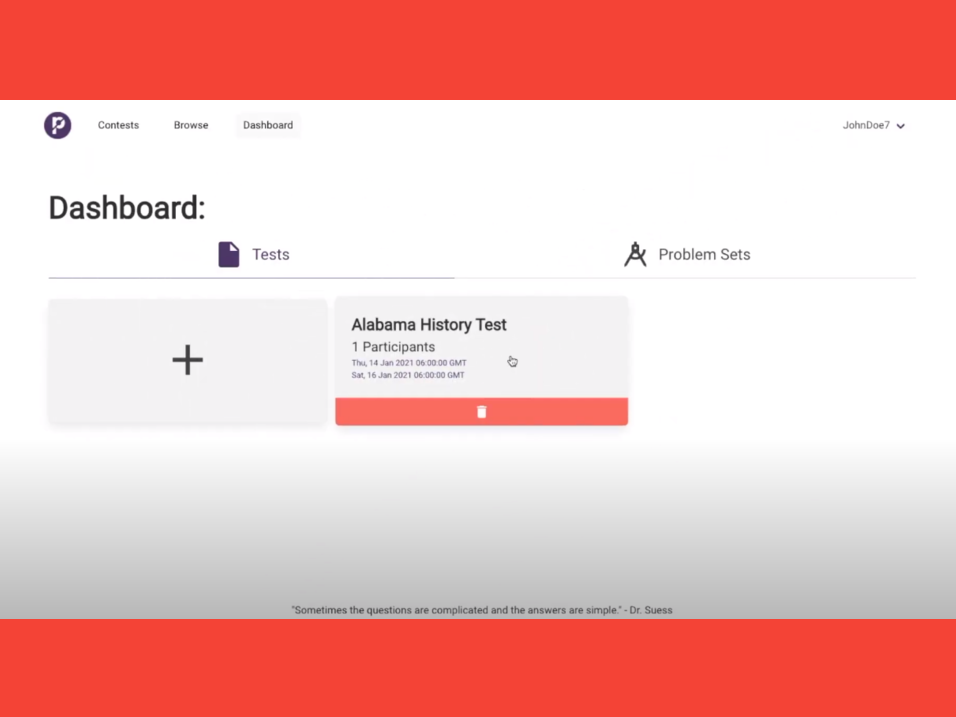 Contests Browse Dashboard JohnDoe7
Dashboard:
Tests Problem Sets
Alabama History Test
1 Participants
Thu, 14 Jan 2021 06:00:00 GMT
Sat, 16 Jan 2021 06:00:00 GMT
"Sometimes the questions are complicated and the answers are simple." - Dr. Suess